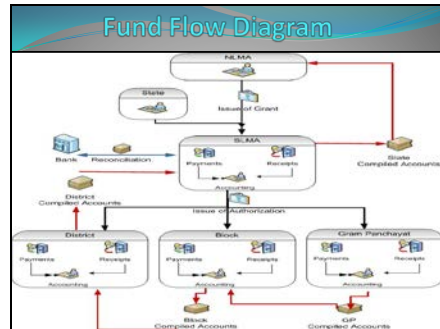 Fund Flow Diagram
NLMA
State
Issue of Grant
SLMA
Payments
Receipts
Bank
Reconciliation
Accounting
State
Compiled Accounts
District
Compiled Accounts
Issue of Authorization
District
Payments
Receipts
Accounting
Block
Payments
Receipts
Accounting
Gram Panchayat
Payments
Receipts
Accounting
Block
Compiled Accounts
GP
Compiled Accounts